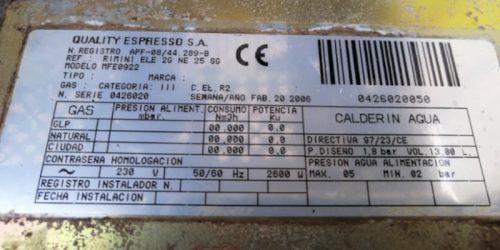 QUALITY ESPRESSO S.A.
N.REGISTRO APF-08/44.289-B
REF : RIMINI ELE 2G NE 25 SG
MODELO MFE0922
CE
TIPO : MARCA :
GAS : CATEGORIA: III C.EL.R2
N. SERIE 0426020 SEMANA/AÑO FAB.20 2006
0426020050
GAS PRESION ALIMENT. mbar. CONSUMO Nm3h POTENCIA Kw
GLP 00.000 0.0
NATURAL 00.000 0.0
CIUDAD 00.000 0.0
CALDERIN AGUA
DIRECTIVA 97/23/CE
P.DISEÑO 1,8 bar VOL 13.00 L.
CONTRASEÑA HOMOLOGACION
PRESION AGUA ALIMENTACION
~ 230 V 50/60 Hz 2600 W
MAX. 05 MIN. 02 bar
REGISTRO INSTALADOR N.
FECHA INSTALACION